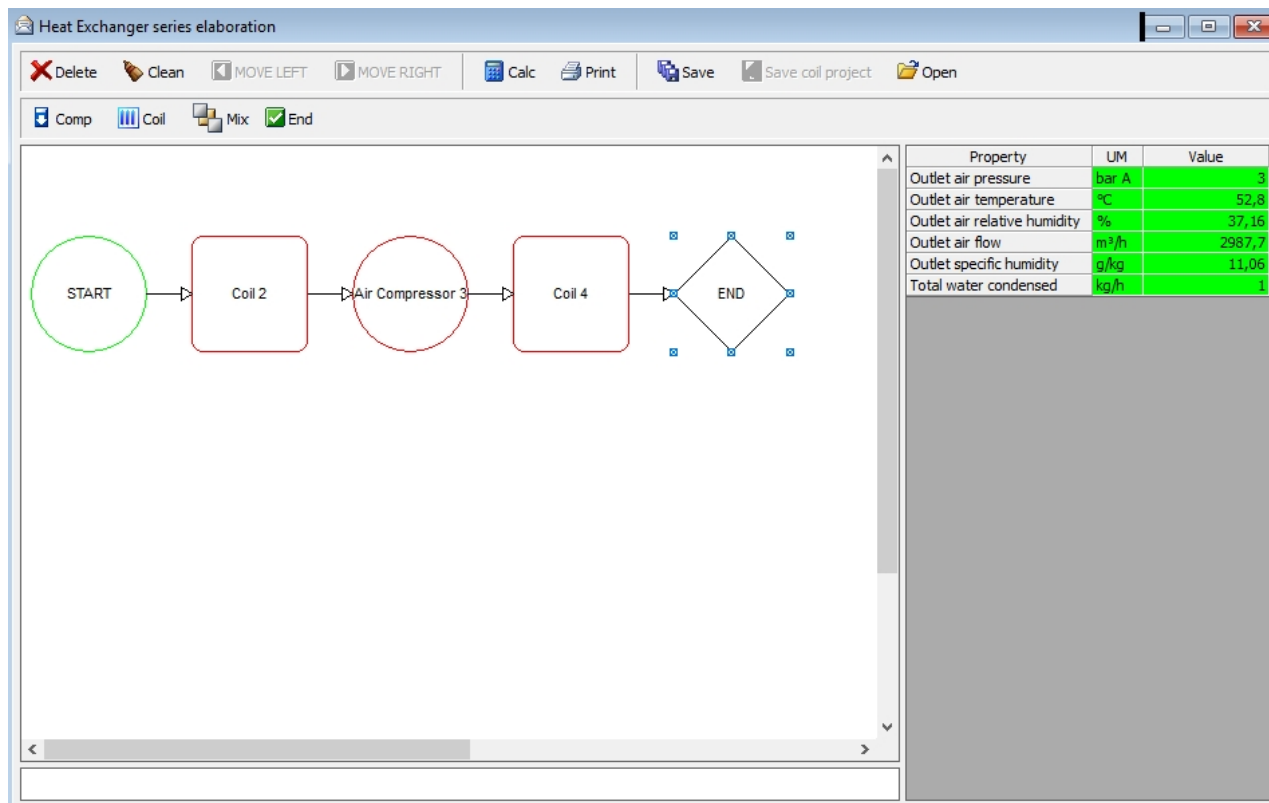 Heat Exchanger series elaboration
Delete Clean MOVE LEFT MOVE RIGHT Calc Print Save Save coil project Open
Comp Coil Mix End
START Coil 2 Air Compressor 3 Coil 4 END
Property UM Value
Outlet air pressure bar A 3
Outlet air temperature °C 52,8
Outlet air relative humidity % 37,16
Outlet air flow m³/h 2987,7
Outlet specific humidity g/kg 11,06
Total water condensed kg/h 1